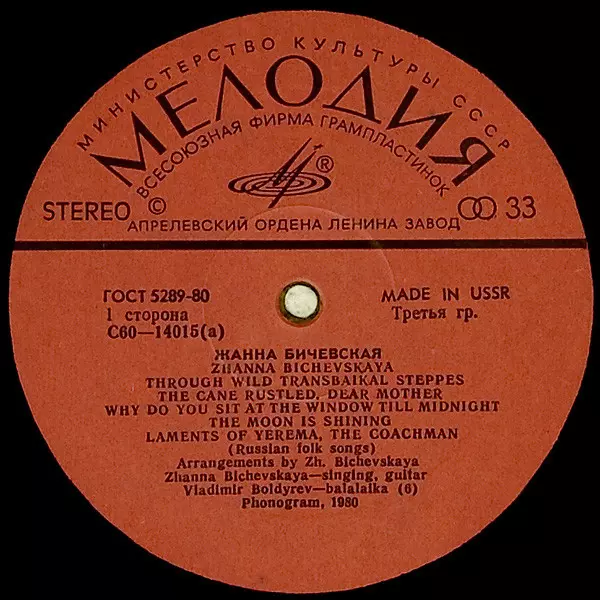 МИНИСТЕРСТВО КУЛЬТУРЫ СССР
МЕЛОДИЯ
ВСЕСОЮЗНАЯ ФИРМА ГРАМПЛАСТИНОК
®
STEREO ©
33
АПРЕЛЕВСКИЙ ОРДЕНА ЛЕНИНА ЗАВОД
ГОСТ 5289-80
MADE IN USSR
1 сторона
Третья гр.
С60—14015(а)
ЖАННА БИЧЕВСКАЯ
ZHANNA BICHEVSKAYA
THROUGH WILD TRANSBAIKAL STEPPES
THE CANE RUSTLED, DEAR MOTHER
WHY DO YOU SIT AT THE WINDOW TILL MIDNIGHT
THE MOON IS SHINING
LAMENTS OF YEREMA, THE COACHMAN
(Russian folk songs)
Arrangements by Zh. Bichevskaya
Zhanna Bichevskaya—singing, guitar
Vladimir Boldyrev—balalaika (6)
Phonogram, 1980